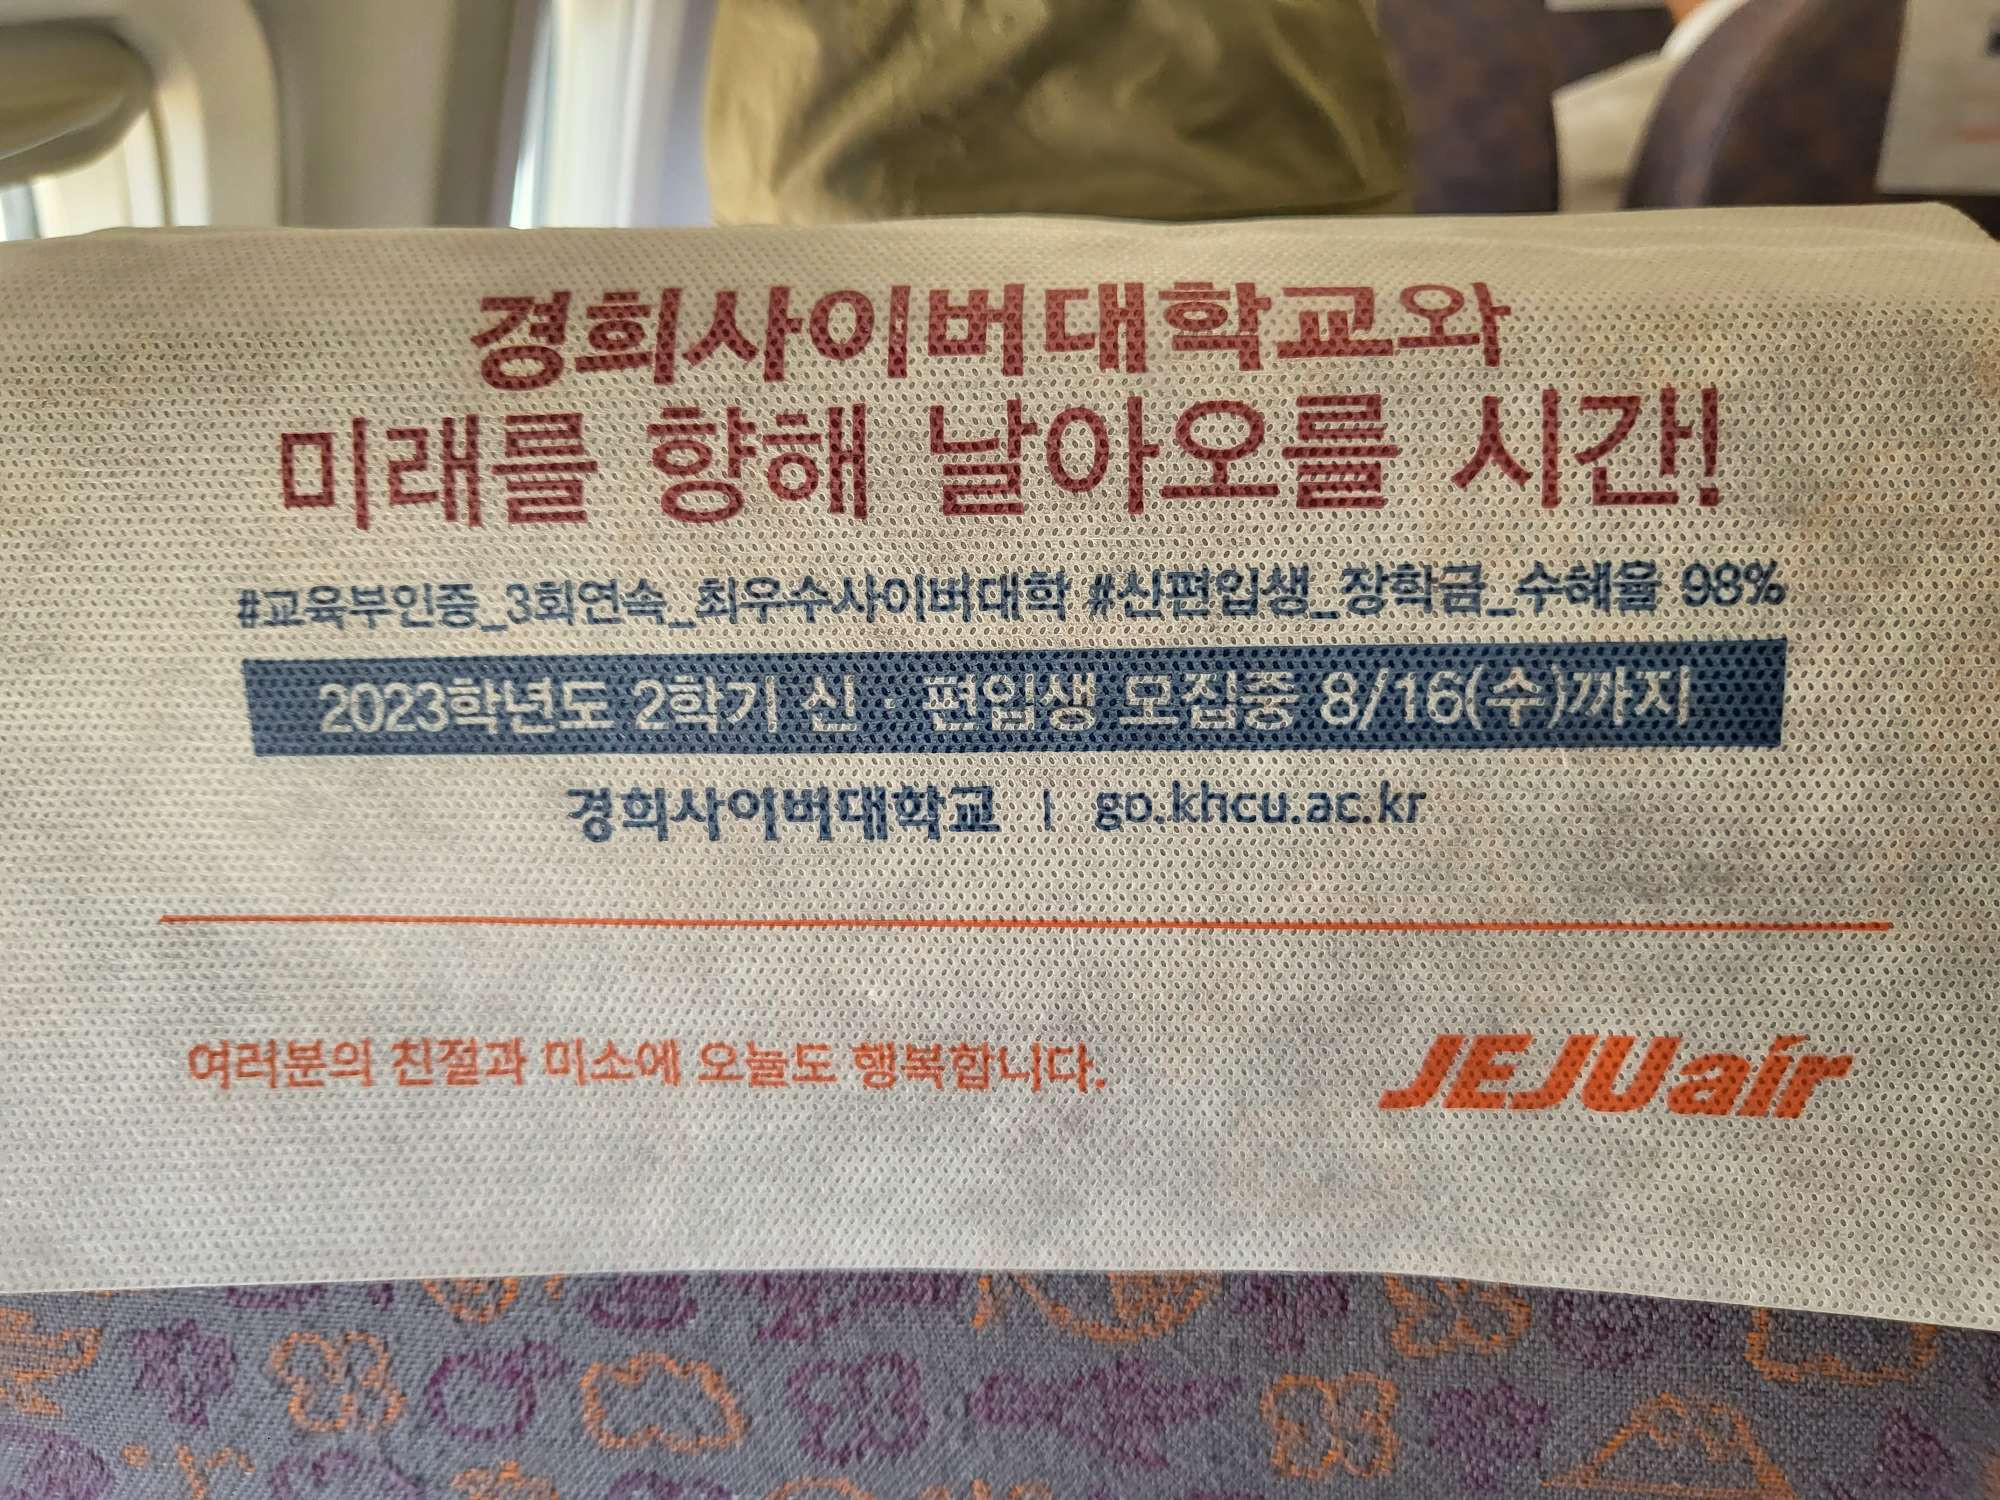 경희사이버대학교와
미래를 향해 날아오를 시간!
#교육부인증_3회연속_최우수사이버대학 #신편입생_장학금_수혜율 98%
2023학년도 2학기 신·편입생 모집중 8/16(수)까지
경희사이버대학교 | go.khcu.ac.kr
여러분의 친절과 미소에 오늘도 행복합니다.
JEJUair